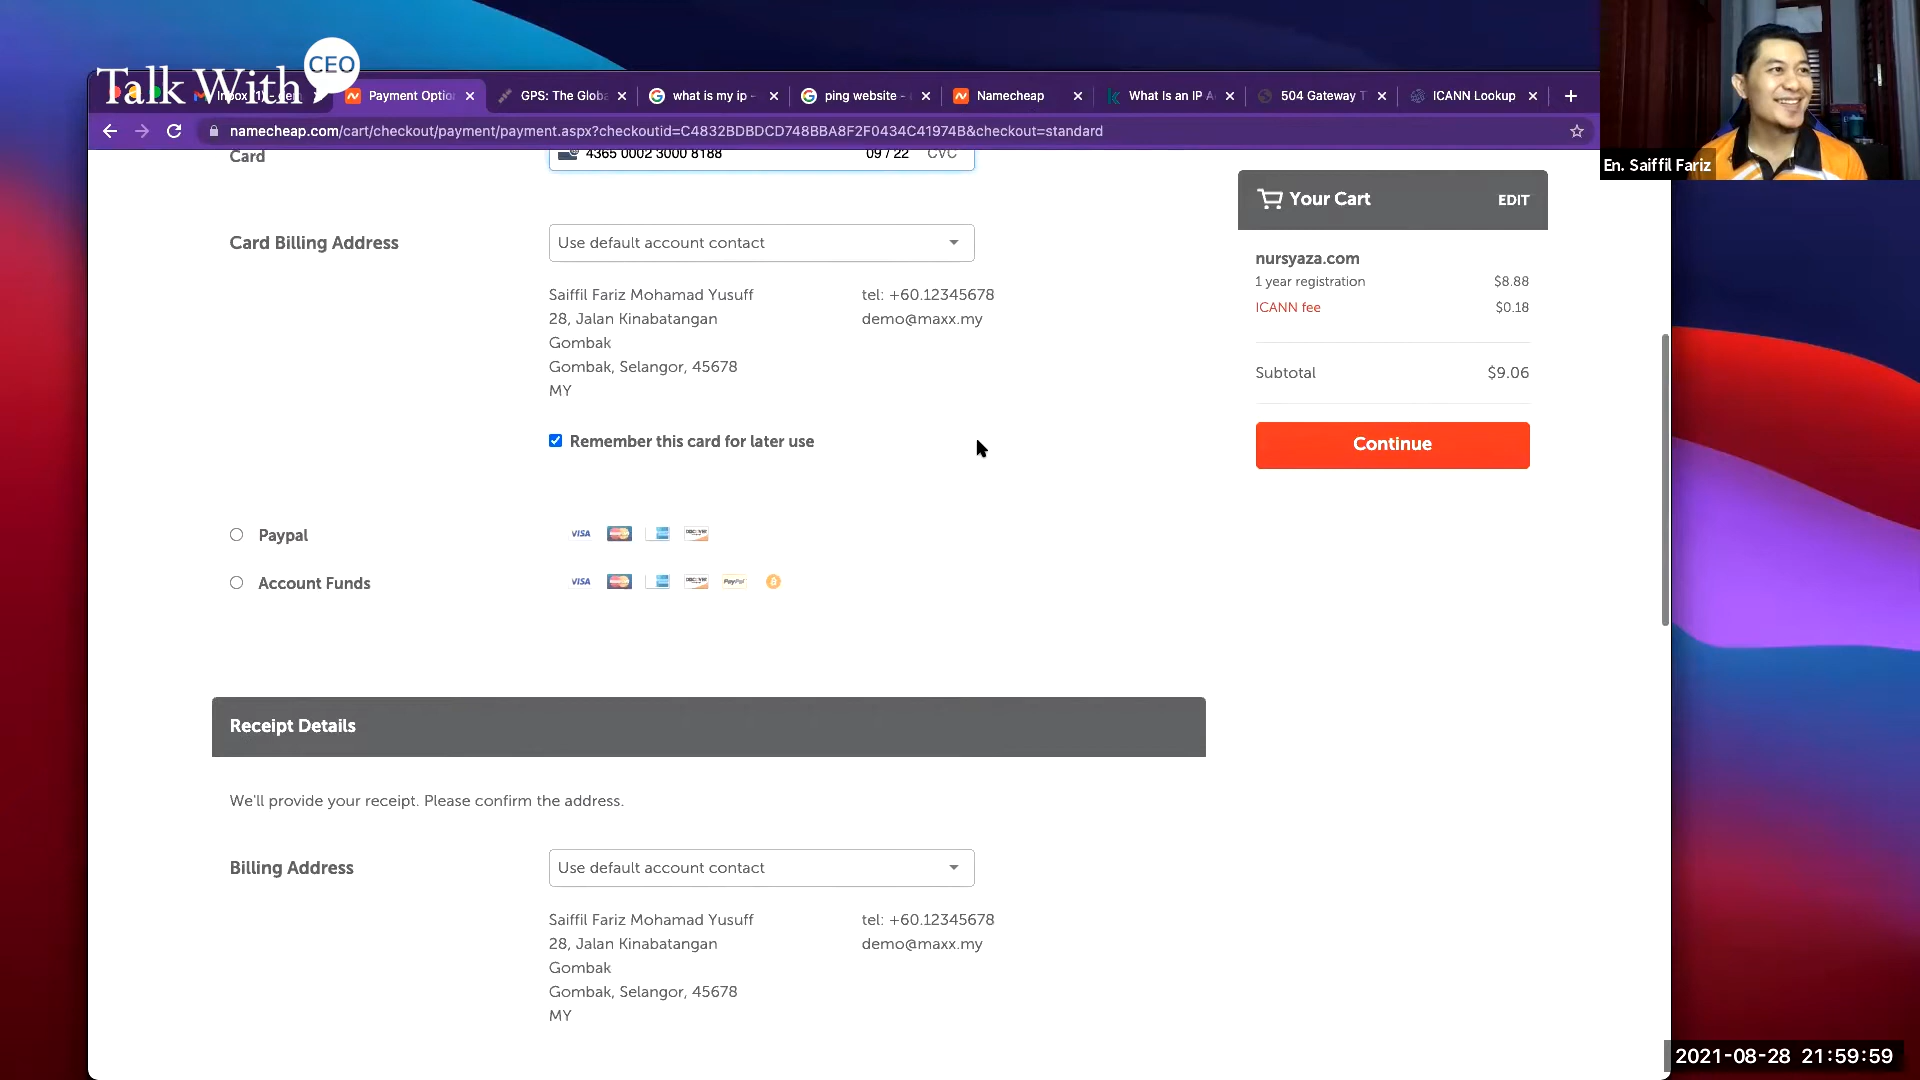 Talk With CEO
Payment Optio
GPS: The Globa
what is my ip -
ping website -
Namecheap
What Is an IP A
504 Gateway T
ICANN Lookup
namecheap.com/cart/checkout/payment/payment.aspx?checkoutid=C4832BDBDCD748BBA8F2F0434C41974B&checkout=standard
En. Saiffil Fariz
Card
4365 0002 3000 8188 09 / 22 CVC
Your Cart EDIT
nursyaza.com
1 year registration $8.88
ICANN fee $0.18
Subtotal $9.06
Continue
Card Billing Address
Use default account contact
Saiffil Fariz Mohamad Yusuff
28, Jalan Kinabatangan
Gombak
Gombak, Selangor, 45678
MY
tel: +60.12345678
demo@maxx.my
Remember this card for later use
Paypal VISA
Account Funds VISA PayPal
Receipt Details
We'll provide your receipt. Please confirm the address.
Billing Address
Use default account contact
Saiffil Fariz Mohamad Yusuff
28, Jalan Kinabatangan
Gombak
Gombak, Selangor, 45678
MY
tel: +60.12345678
demo@maxx.my
2021-08-28 21:59:59